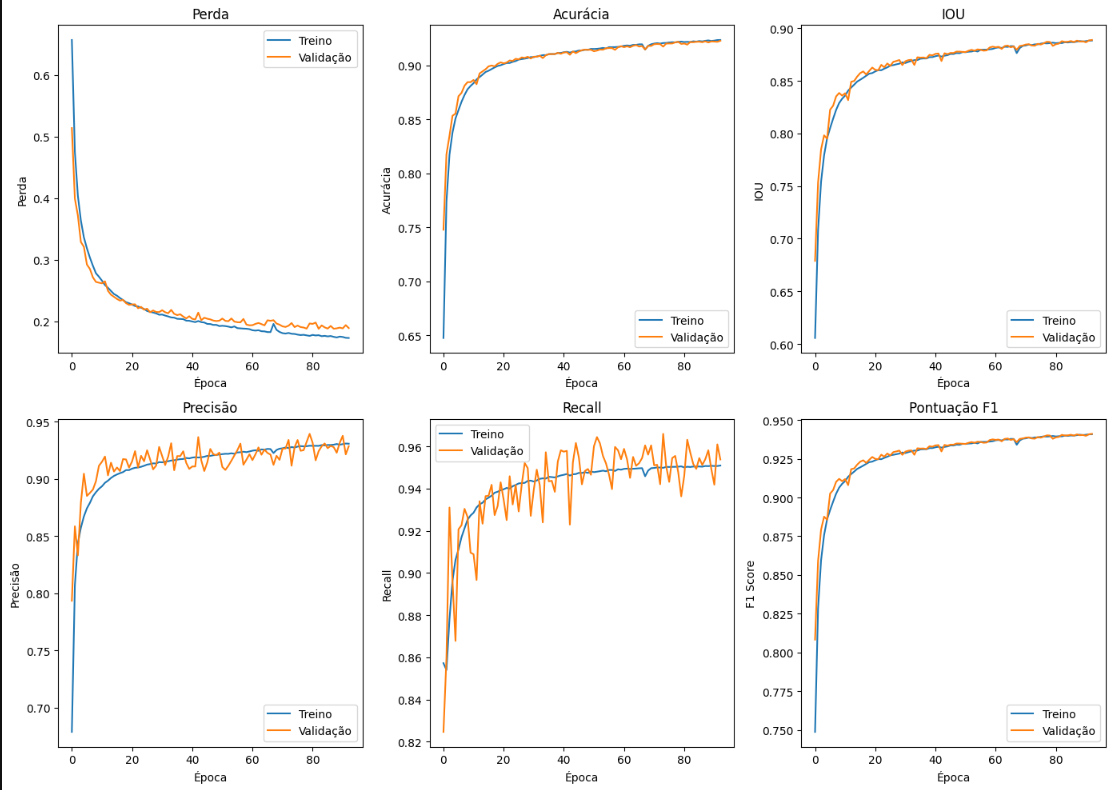 Perda
Treino
Validação
0.6
0.5
0.4
0.3
0.2
Perda
0 20 40 60 80
Época
Acurácia
0.90
0.85
0.80
0.75
0.70
0.65
Acurácia
Treino
Validação
0 20 40 60 80
Época
IOU
0.90
0.85
0.80
0.75
0.70
0.65
0.60
IOU
Treino
Validação
0 20 40 60 80
Época
Precisão
0.95
0.90
0.85
0.80
0.75
0.70
Precisão
Treino
Validação
0 20 40 60 80
Época
Recall
Treino
Validação
0.96
0.94
0.92
0.90
0.88
0.86
0.84
0.82
Recall
0 20 40 60 80
Época
Pontuação F1
0.950
0.925
0.900
0.875
0.850
0.825
0.800
0.775
0.750
F1 Score
Treino
Validação
0 20 40 60 80
Época